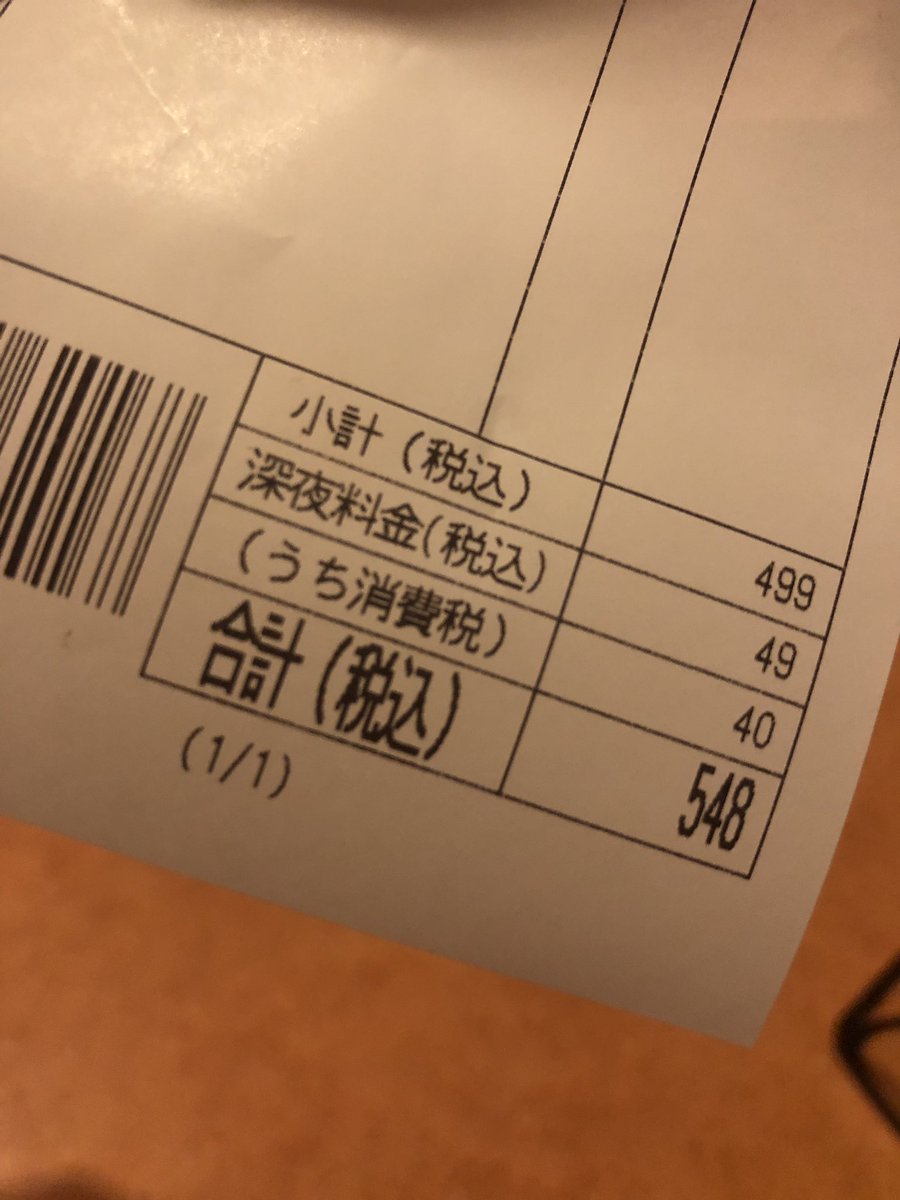 小計（税込） 499
深夜料金(税込) 49
（うち消費税） 40
合計（税込） 548
(1/1)